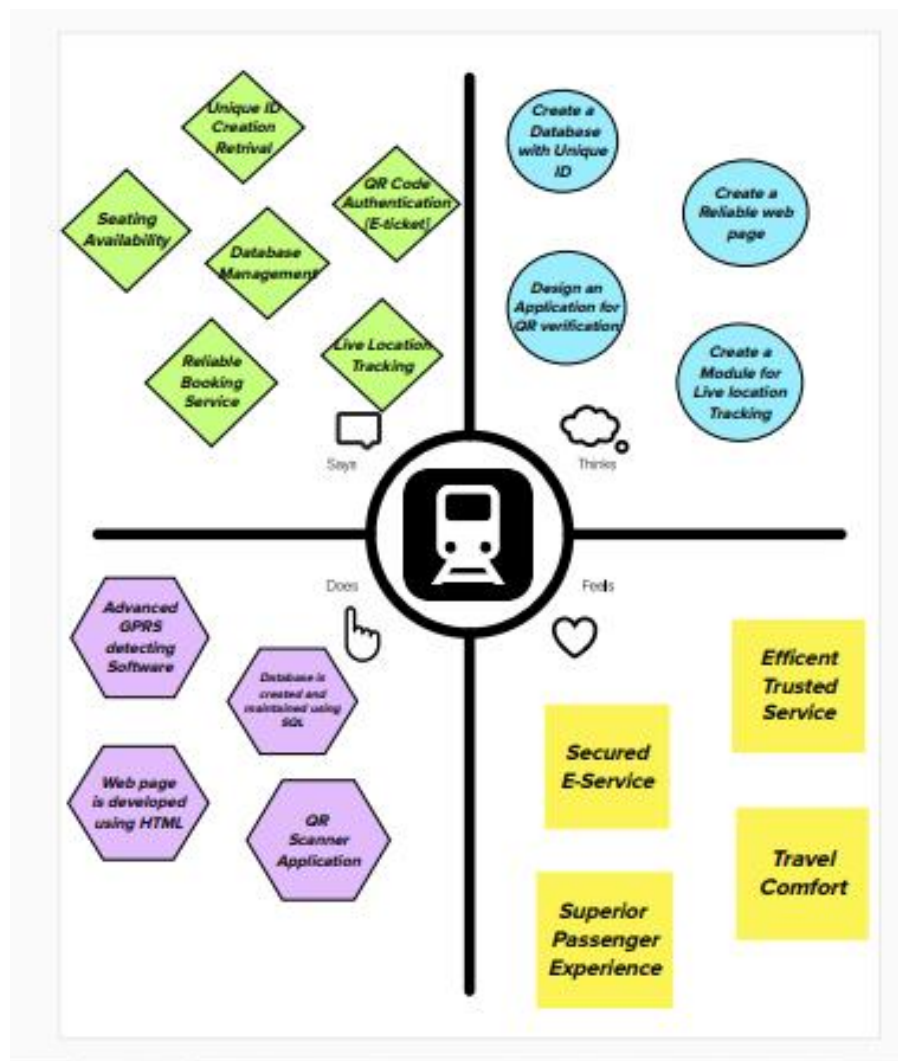 Unique ID
Creation
Retrival
QR Code
Authentication
[E-ticket]
Seating
Availability
Database
Management
Reliable
Booking
Service
Live Location
Tracking
Says
Create a
Database
with Unique
ID
Create a
Reliable web
page
Design an
Application for
QR verification
Create a
Module for
Live location
Tracking
Thinks
Does
Advanced
GPRS
detecting
Software
Database is
created and
maintained using
SQL
Web page
is developed
using HTML
QR
Scanner
Application
Feels
Efficent
Trusted
Service
Secured
E-Service
Travel
Comfort
Superior
Passenger
Experience